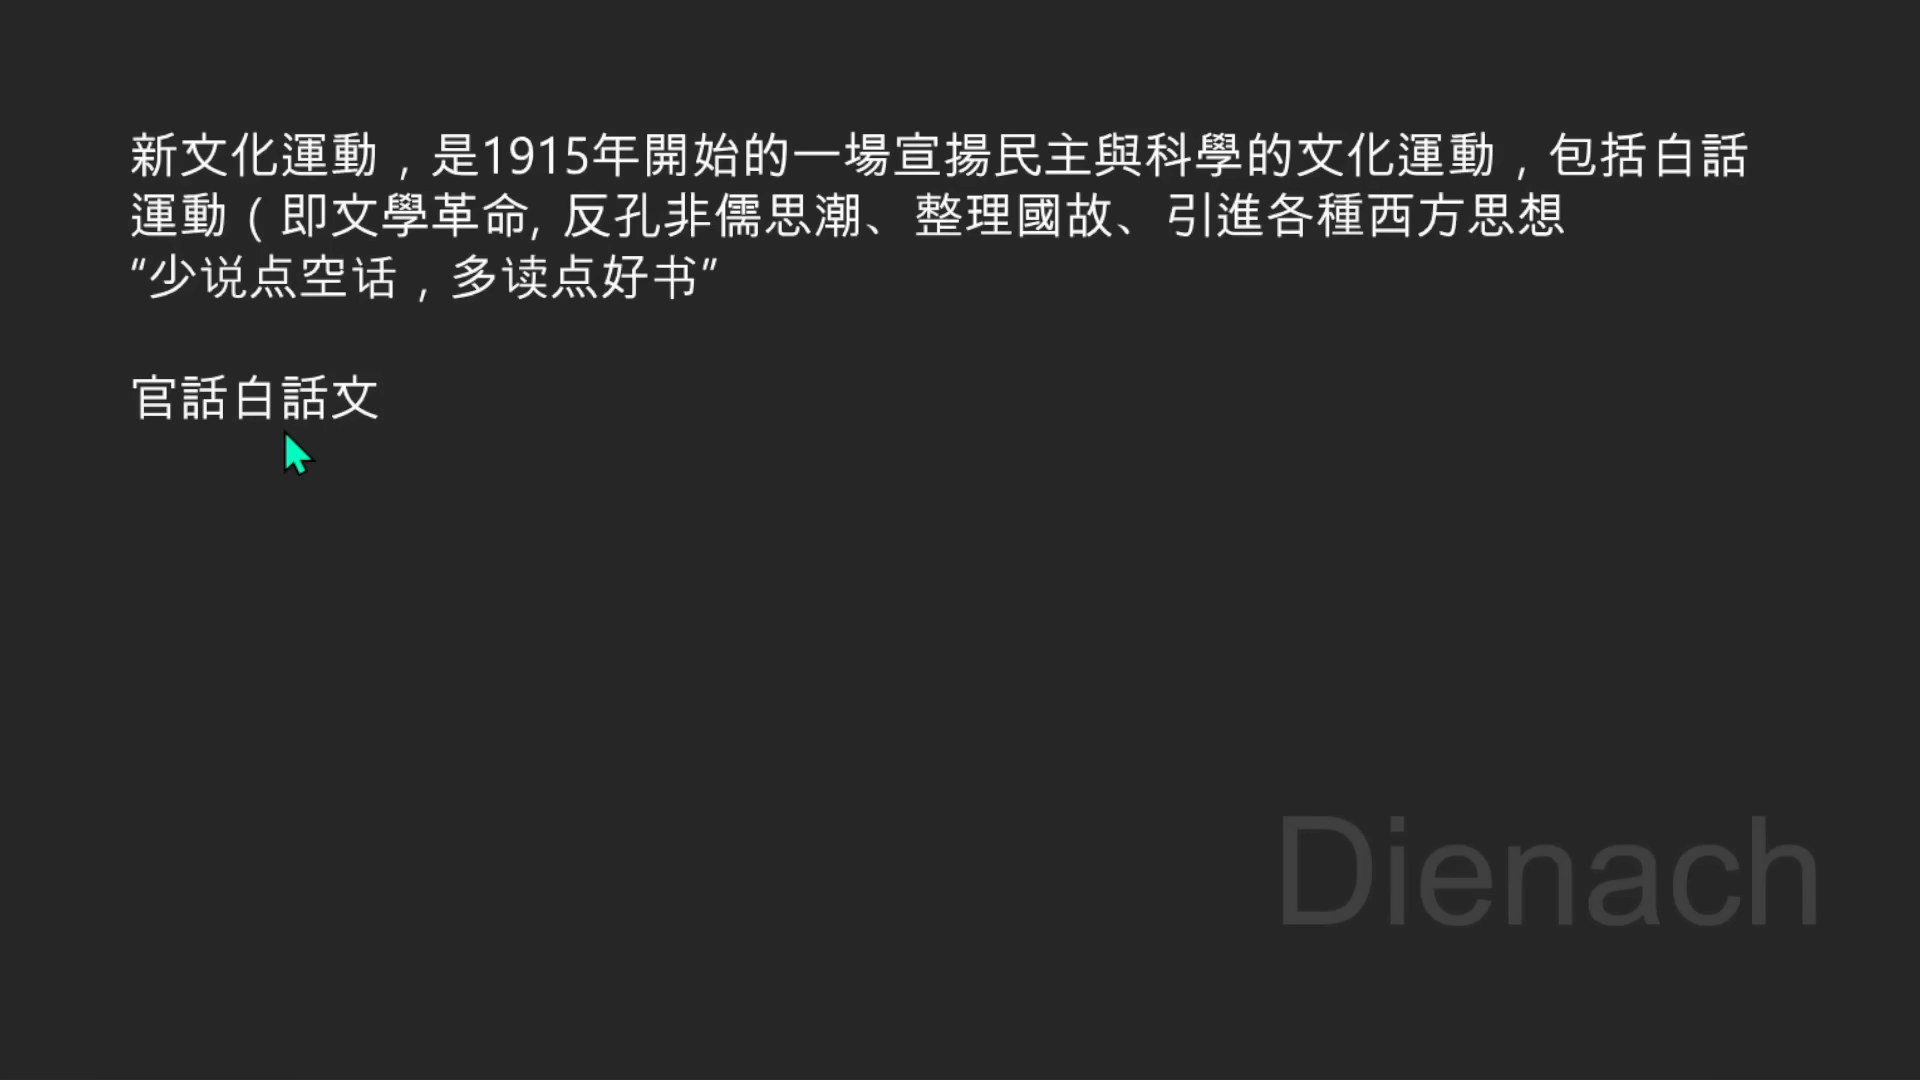 新文化運動，是1915年開始的一場宣揚民主與科學的文化運動，包括白話
運動（即文學革命, 反孔非儒思潮、整理國故、引進各種西方思想
“少说点空话，多读点好书”
官話白話文
Dienach